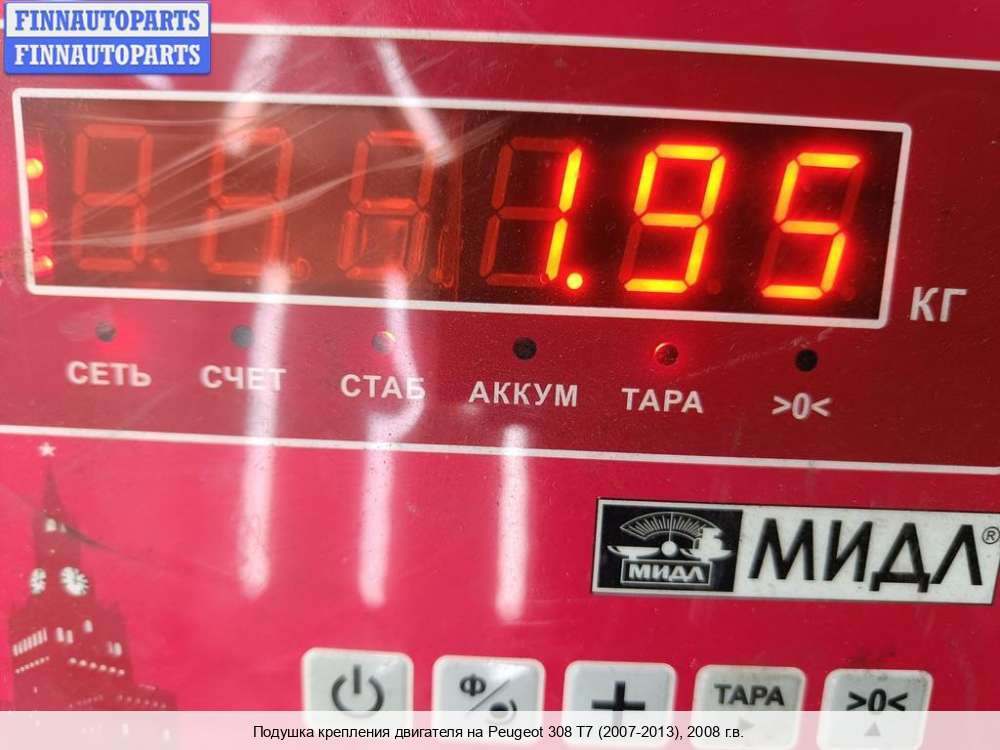 FINNAUTOPARTS
FINNAUTOPARTS
1.95
КГ
СЕТЬ СЧЕТ СТАБ АККУМ ТАРА >0<
МИДЛ МИДЛ®
Ф + ТАРА >0<
Подушка крепления двигателя на Peugeot 308 T7 (2007-2013), 2008 г.в.